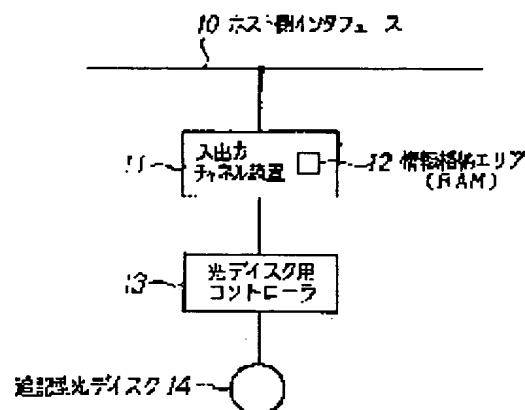 10 ホスト側インタフェース
11
入出力
チャネル装置
12 情報格納エリア
(RAM)
13
光ディスク用
コントローラ
追記型光ディスク 14